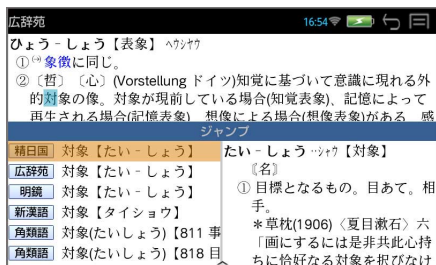 広辞苑 16:54
ひょう‐しょう【表象】 ヘウシヤウ
①㋑象徴に同じ。
②〔哲〕〔心〕(Vorstellung ドイツ)知覚に基づいて意識に現れる外
的対象の像。対象が現前している場合(知覚表象)、記憶によって
再生される場合(記憶表象)、想像による場合(想像表象)がある。感
ジャンプ
精日国 対象【たい‐しょう】
広辞苑 対象【たい‐しょう】
明鏡 対象【たい‐しょう】
新漢語 対象【タイショウ】
角類語 対象(たいしょう)【811 事
角類語 対象(たいしょう)【818 目
たい‐しょう ‥シャウ【対象】
〘名〙
① 目標となるもの。目あて。相
手。
＊草枕(1906)〈夏目漱石〉六
「画にするには是非共此心持
ちに恰好なる対象を択びなけ